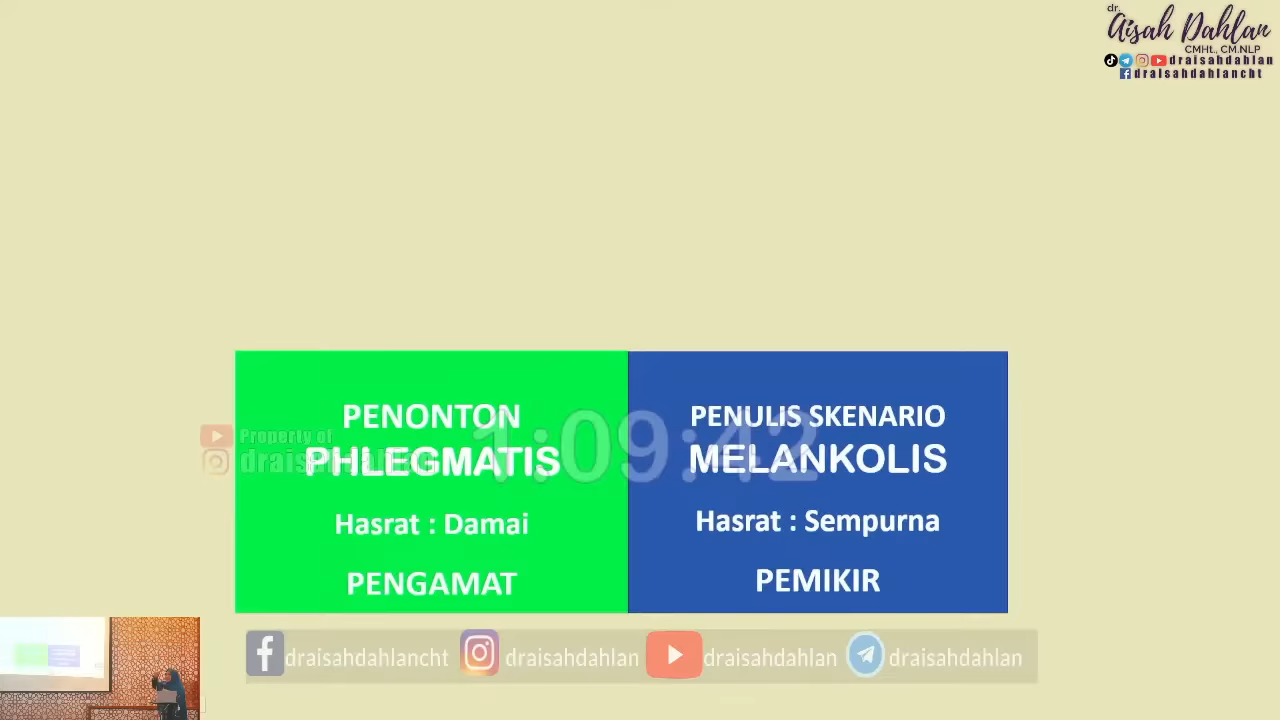 dr.
Aisah Dahlan
CMHt., CM.NLP
draisahdahlan
draisahdahlancht
PENONTON
PHLEGMATIS
Hasrat : Damai
PENGAMAT
PENULIS SKENARIO
MELANKOLIS
Hasrat : Sempurna
PEMIKIR
1:09:42
Property of
draisahdahlan
draisahdahlancht
draisahdahlan
draisahdahlan
draisahdahlan